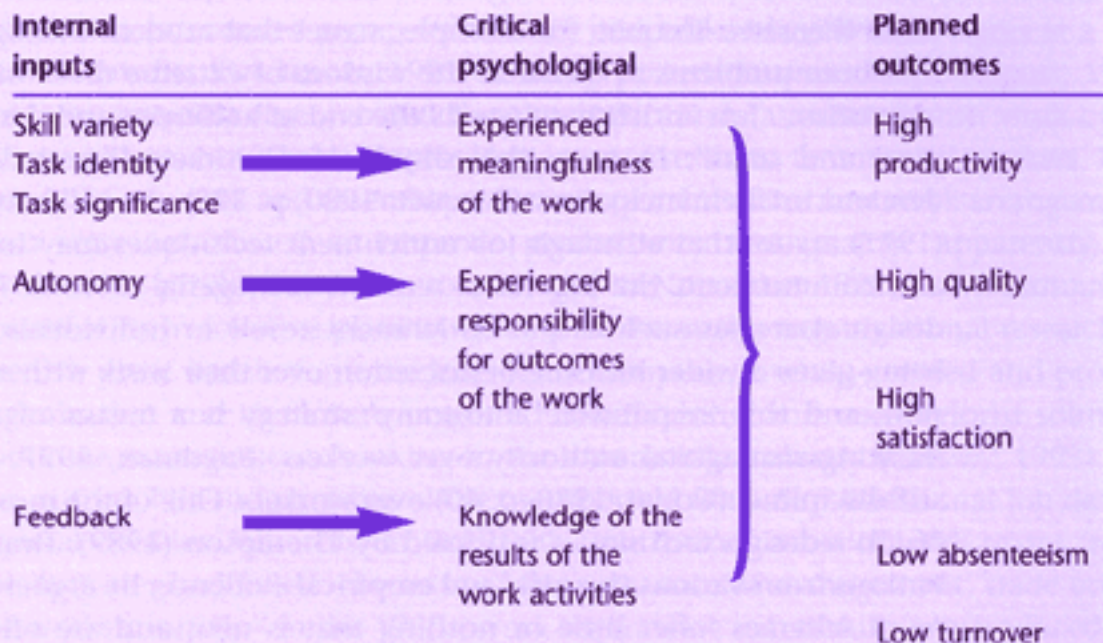 Internal inputs
Critical psychological
Planned outcomes
Skill variety
Task identity
Task significance
Experienced
meaningfulness
of the work
High
productivity
Autonomy
Experienced
responsibility
for outcomes
of the work
High quality
High
satisfaction
Feedback
Knowledge of the
results of the
work activities
Low absenteeism
Low turnover